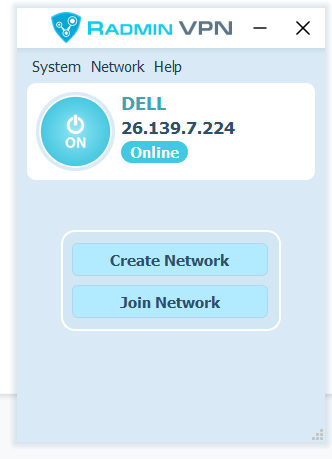 RADMIN VPN
System Network Help
ON
DELL
26.139.7.224
Online
Create Network
Join Network